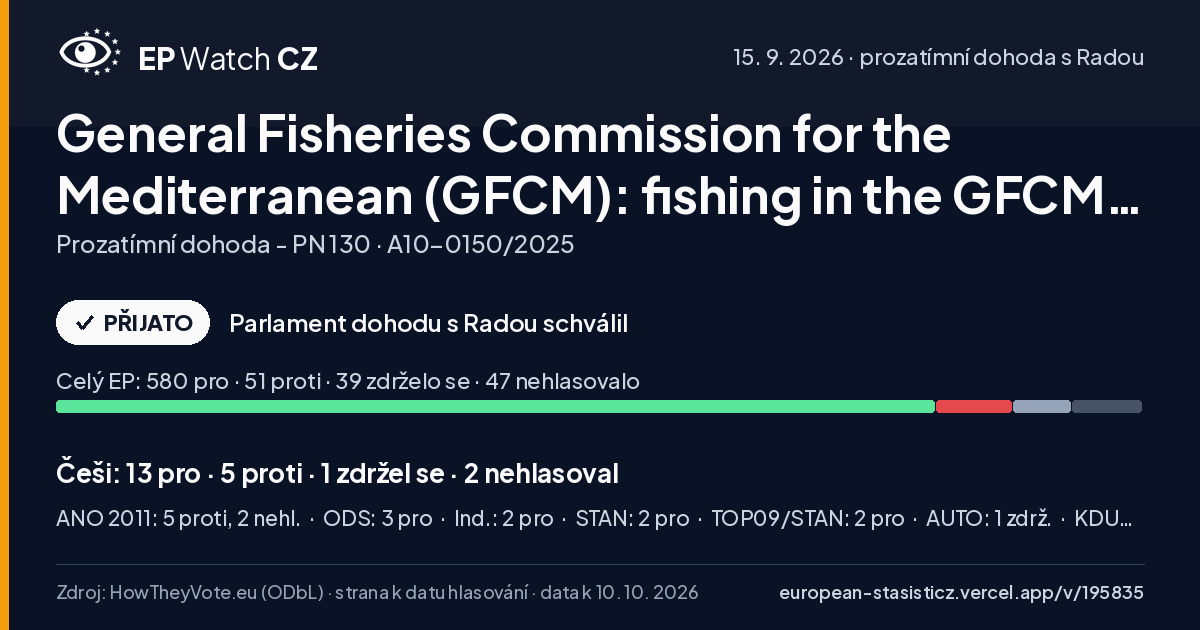 EP Watch CZ
15. 9. 2026 · prozatímní dohoda s Radou
General Fisheries Commission for the
Mediterranean (GFCM): fishing in the GFCM…
Prozatímní dohoda - PN 130 · A10-0150/2025
✓ PŘIJATO
Parlament dohodu s Radou schválil
Celý EP: 580 pro · 51 proti · 39 zdrželo se · 47 nehlasovalo
Češi: 13 pro · 5 proti · 1 zdržel se · 2 nehlasoval
ANO 2011: 5 proti, 2 nehl. · ODS: 3 pro · Ind.: 2 pro · STAN: 2 pro · TOP09/STAN: 2 pro · AUTO: 1 zdrž. · KDU…
Zdroj: HowTheyVote.eu (ODbL) · strana k datu hlasování · data k 10. 10. 2026
european-stasisticz.vercel.app/v/195835